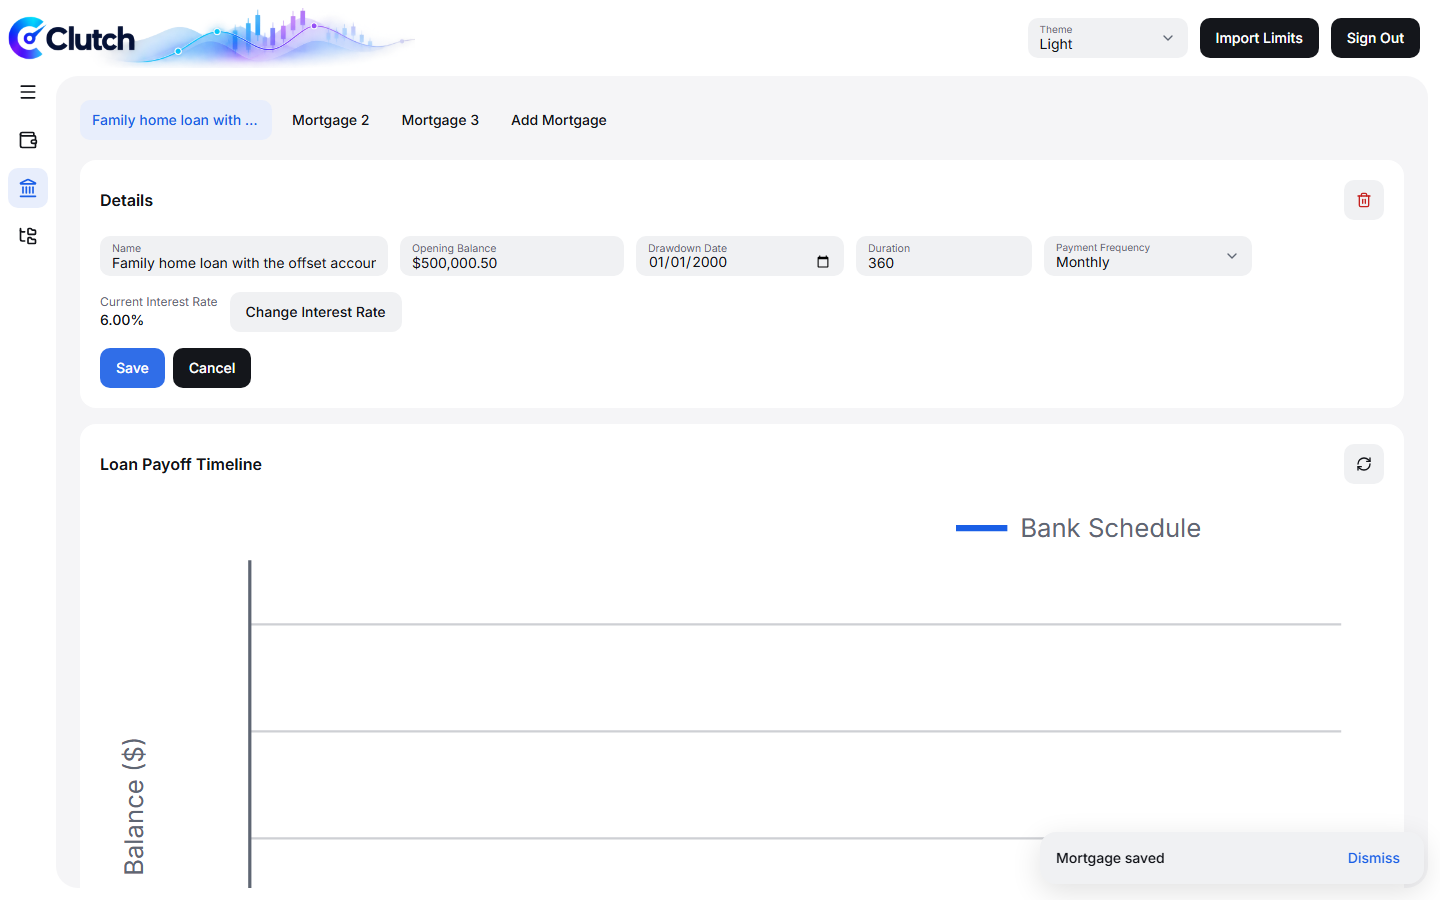 Clutch
Theme
Light
Import Limits
Sign Out
Family home loan with ...
Mortgage 2
Mortgage 3
Add Mortgage
Details
Name
Family home loan with the offset accour
Opening Balance
$500,000.50
Drawdown Date
01/01/2000
Duration
360
Payment Frequency
Monthly
Current Interest Rate
6.00%
Change Interest Rate
Save
Cancel
Loan Payoff Timeline
Bank Schedule
Balance ($)
Mortgage saved
Dismiss